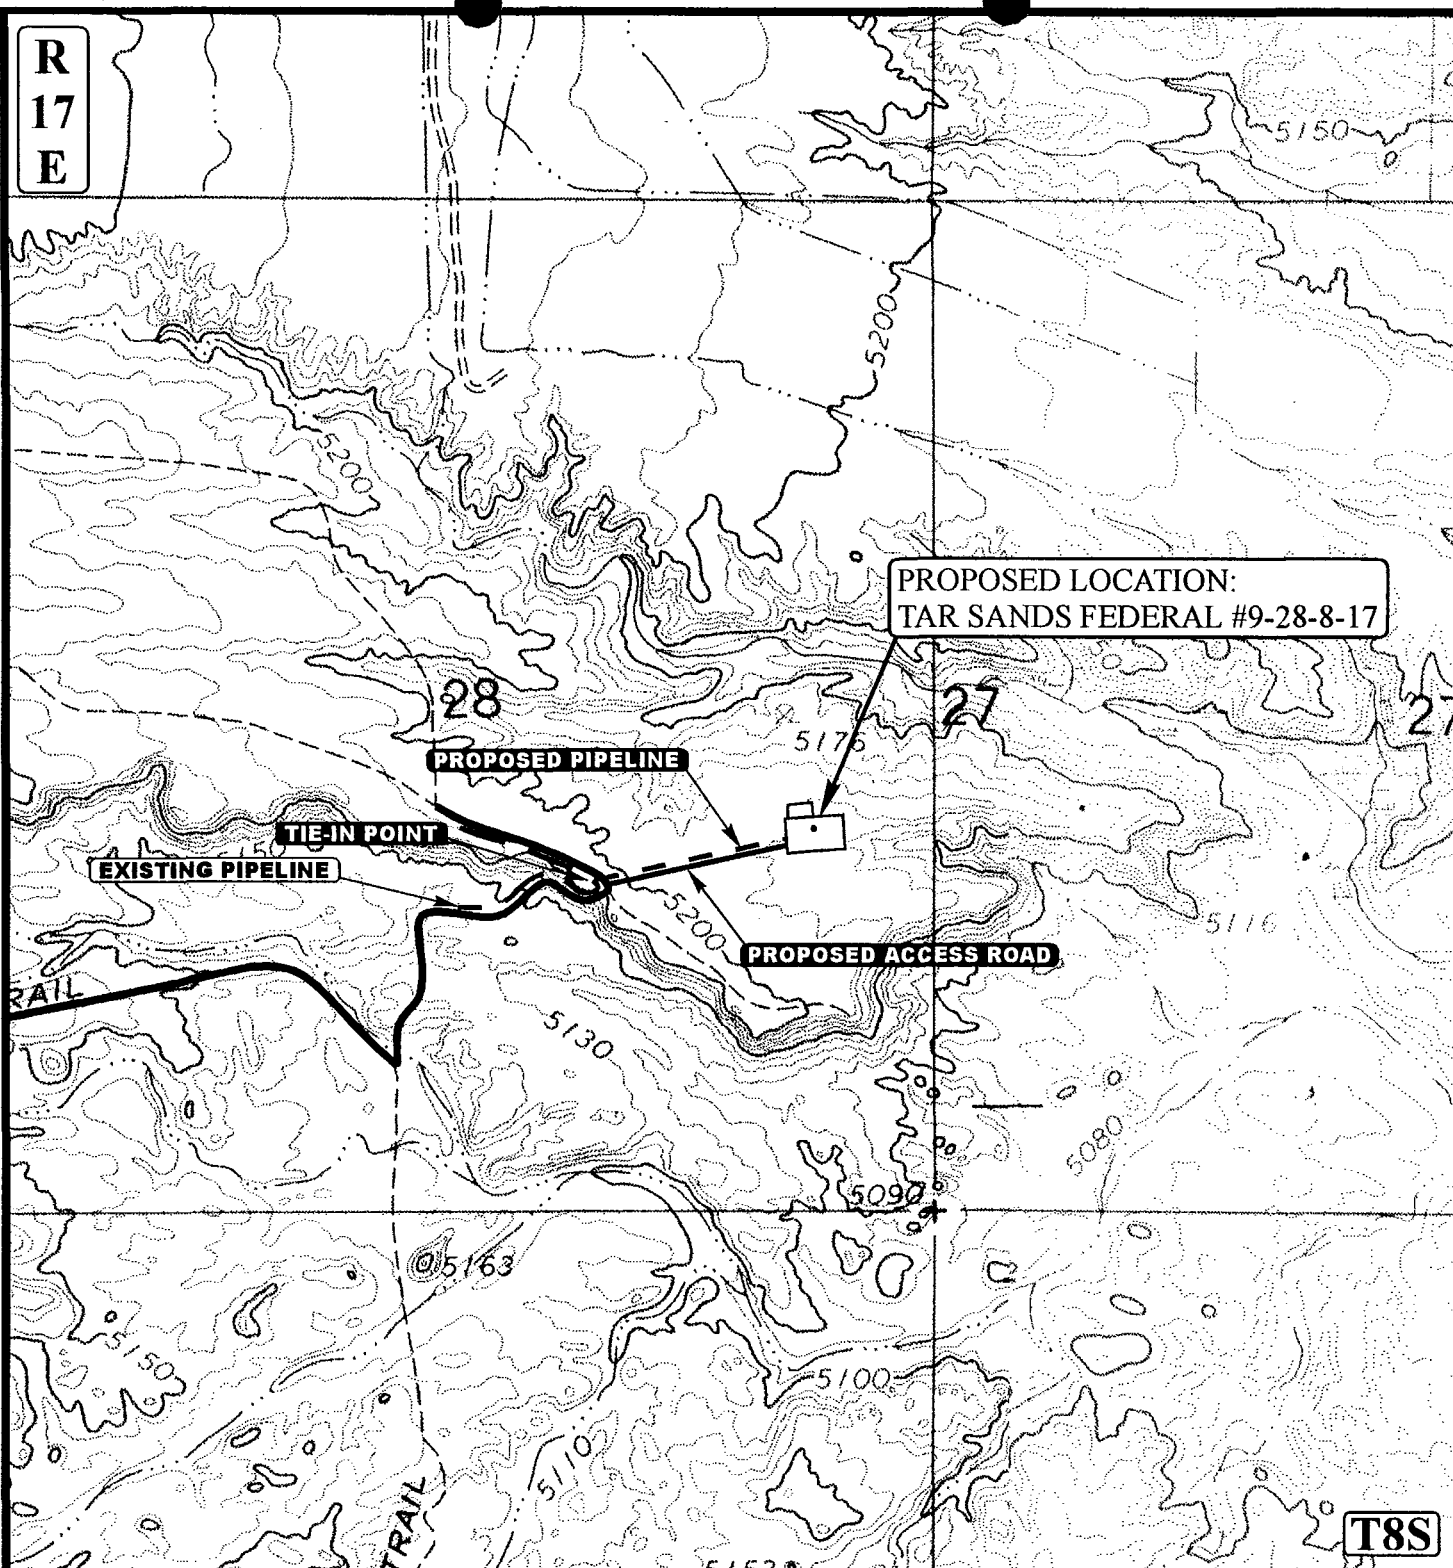 R
17
E
5150
5200
5200
PROPOSED LOCATION:
TAR SANDS FEDERAL #9-28-8-17
28
27
27
5176
PROPOSED PIPELINE
TIE-IN POINT
EXISTING PIPELINE
5200
5116
PROPOSED ACCESS ROAD
RAIL
5130
5080
5090
5163
5150
5100
5110
TRAIL
T8S